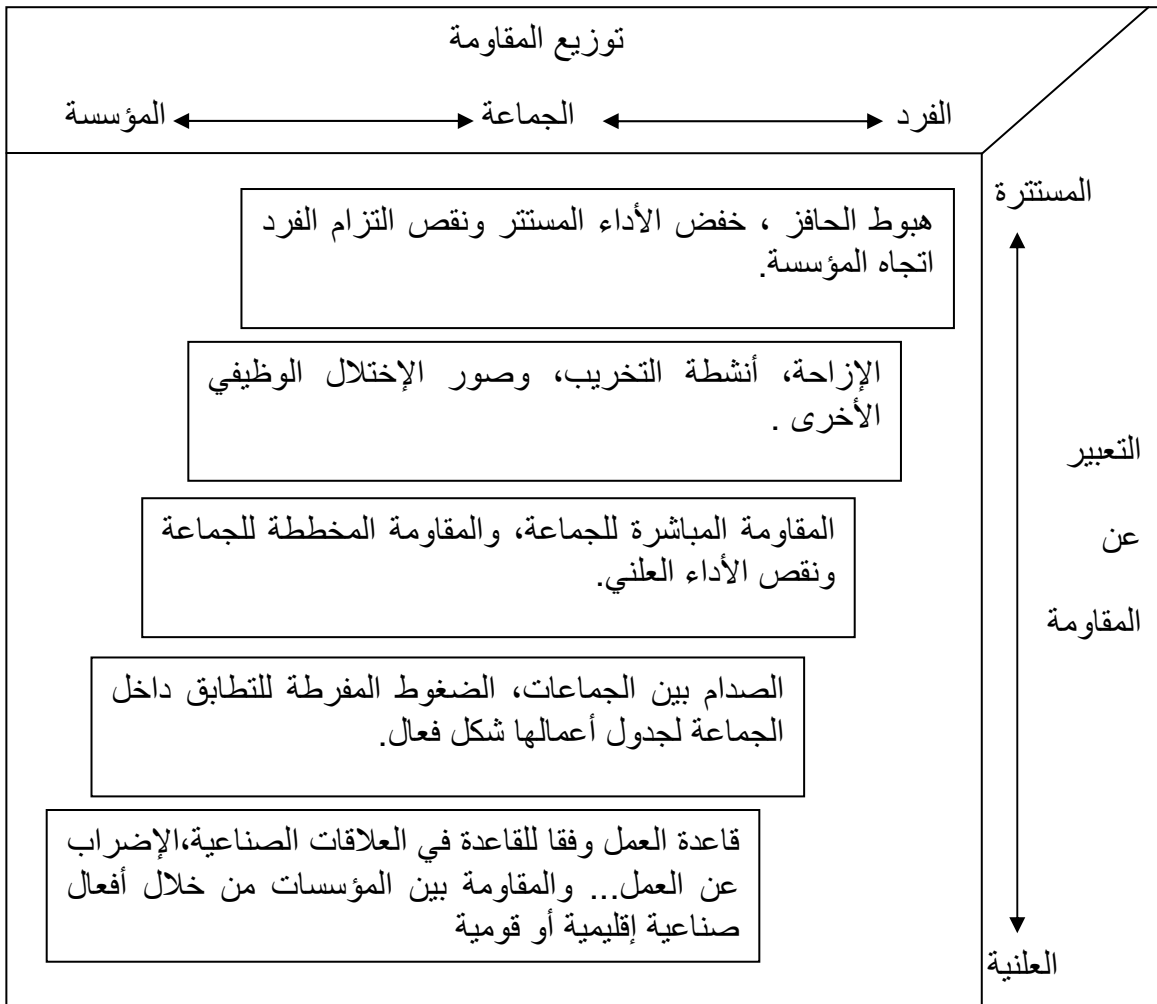 توزيع المقاومة
الفرد الجماعة المؤسسة
المستترة
هبوط الحافز ، خفض الأداء المستتر ونقص التزام الفرد
اتجاه المؤسسة.
الإزاحة، أنشطة التخريب، وصور الإختلال الوظيفي
الأخرى .
المقاومة المباشرة للجماعة، والمقاومة المخططة للجماعة
ونقص الأداء العلني.
الصدام بين الجماعات، الضغوط المفرطة للتطابق داخل
الجماعة لجدول أعمالها شكل فعال.
قاعدة العمل وفقا للقاعدة في العلاقات الصناعية،الإضراب
عن العمل... والمقاومة بين المؤسسات من خلال أفعال
صناعية إقليمية أو قومية
التعبير
عن
المقاومة
العلنية